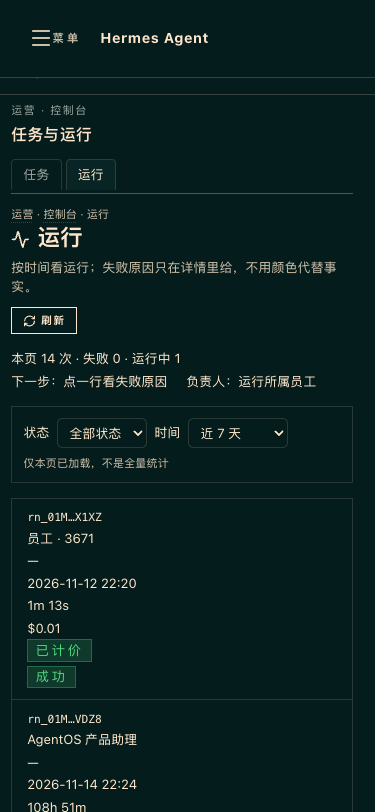 菜单 Hermes Agent
运营 · 控制台
任务与运行
任务 运行
运营 · 控制台 · 运行
运行
按时间看运行；失败原因只在详情里给，不用颜色代替事
实。
刷新
本页 14 次 · 失败 0 · 运行中 1
下一步：点一行看失败原因 负责人：运行所属员工
状态 全部状态 时间 近 7 天
仅本页已加载，不是全量统计
rn_01M…X1XZ
员工 · 3671
—
2026-11-12 22:20
1m 13s
$0.01
已计价
成功
rn_01M…VDZ8
AgentOS 产品助理
—
2026-11-14 22:24
108h 51m